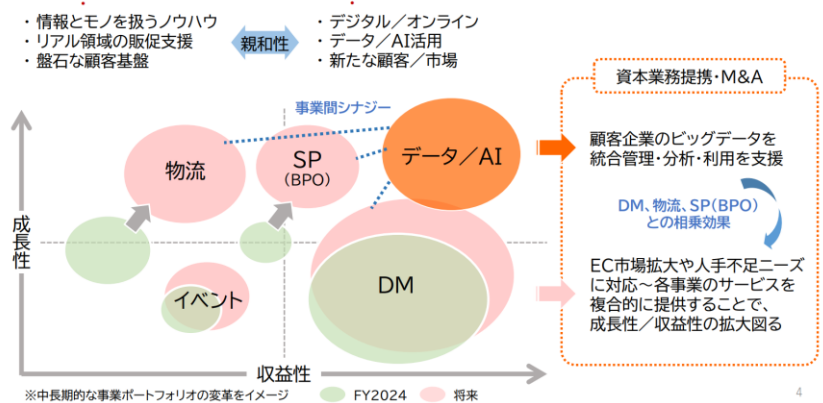 ・情報とモノを扱うノウハウ
・リアル領域の販促支援
・盤石な顧客基盤
親和性
・デジタル／オンライン
・データ／AI活用
・新たな顧客／市場
資本業務提携・M&A
事業間シナジー
物流
SP
(BPO)
データ／AI
顧客企業のビッグデータを
統合管理・分析・利用を支援
DM、物流、SP(BPO)
との相乗効果
成長性
イベント
DM
EC市場拡大や人手不足ニーズ
に対応～各事業のサービスを
複合的に提供することで、
成長性／収益性の拡大図る
収益性
※中長期的な事業ポートフォリオの変革をイメージ
FY2024
将来
4